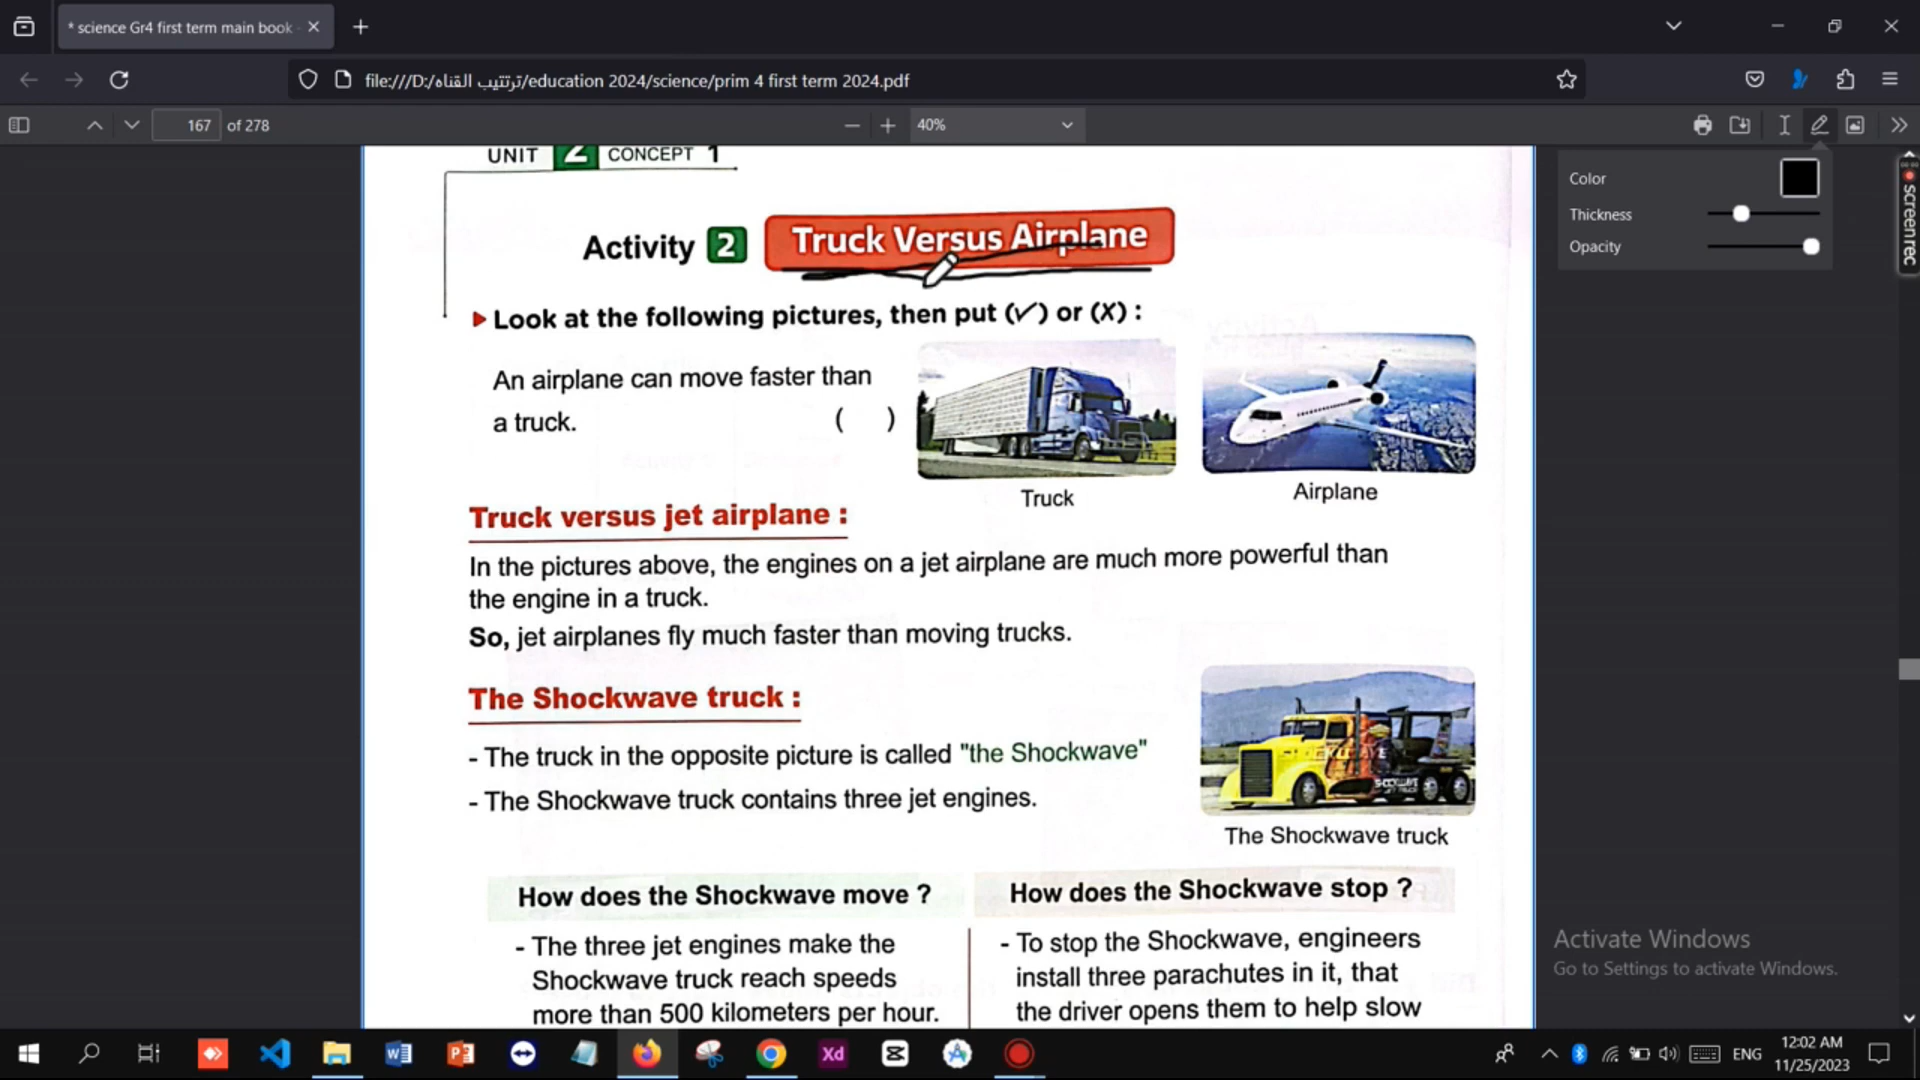 * science Gr4 first term main book -
file:///D:/ترتتيب القناه/education 2024/science/prim 4 first term 2024.pdf
167 of 278
40%
Color
Thickness
Opacity
screenrec
UNIT 2 CONCEPT 1
Activity 2 Truck Versus Airplane
Look at the following pictures, then put (✓) or (X) :
An airplane can move faster than
a truck. ( )
Truck
Airplane
Truck versus jet airplane :
In the pictures above, the engines on a jet airplane are much more powerful than
the engine in a truck.
So, jet airplanes fly much faster than moving trucks.
The Shockwave truck :
- The truck in the opposite picture is called "the Shockwave"
- The Shockwave truck contains three jet engines.
SHOCKWAVE
The Shockwave truck
How does the Shockwave move ?
- The three jet engines make the
Shockwave truck reach speeds
more than 500 kilometers per hour.
How does the Shockwave stop ?
- To stop the Shockwave, engineers
install three parachutes in it, that
the driver opens them to help slow
Activate Windows
Go to Settings to activate Windows.
Xd
ENG
12:02 AM
11/25/2023